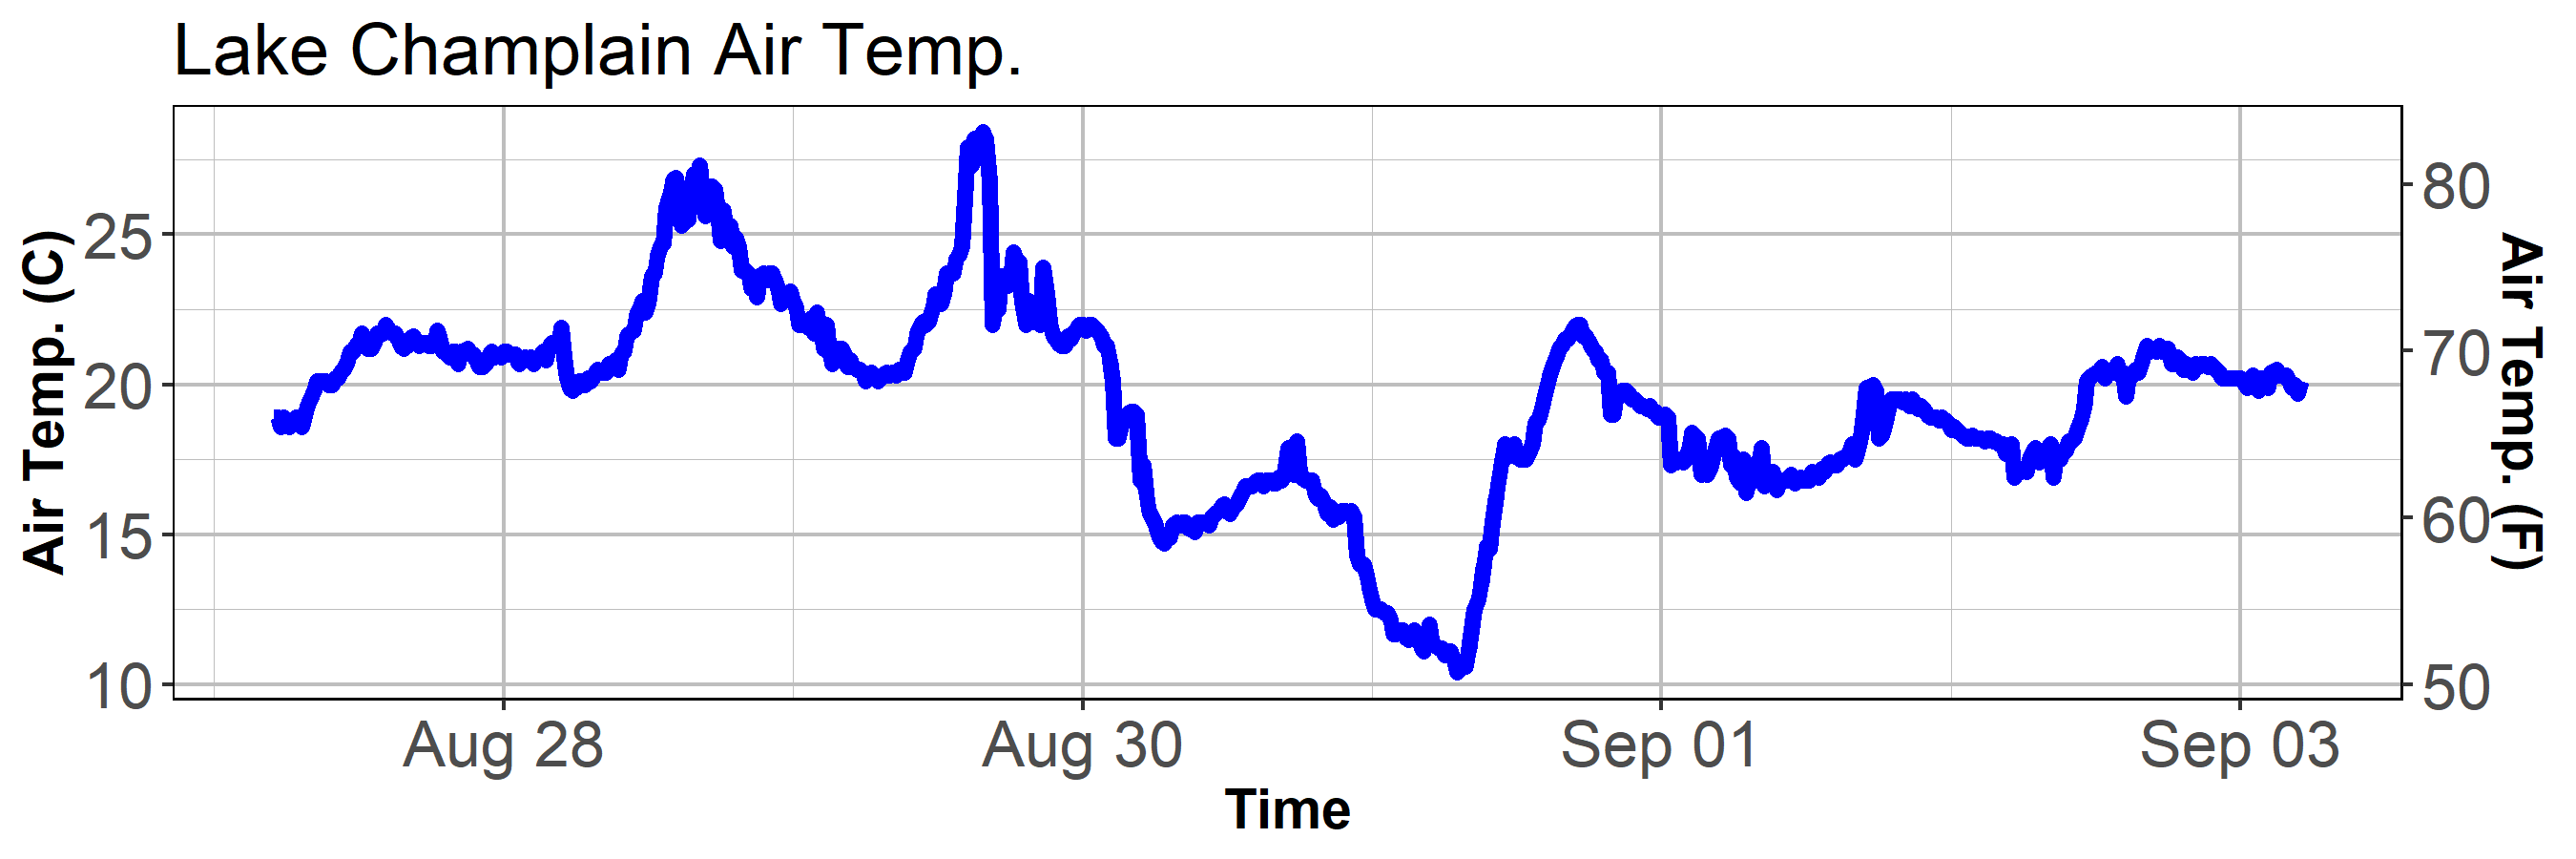 Lake Champlain Air Temp.
Air Temp. (C)
25
20
15
10
80
70
60
50
Air Temp. (F)
Aug 28
Aug 30
Sep 01
Sep 03
Time